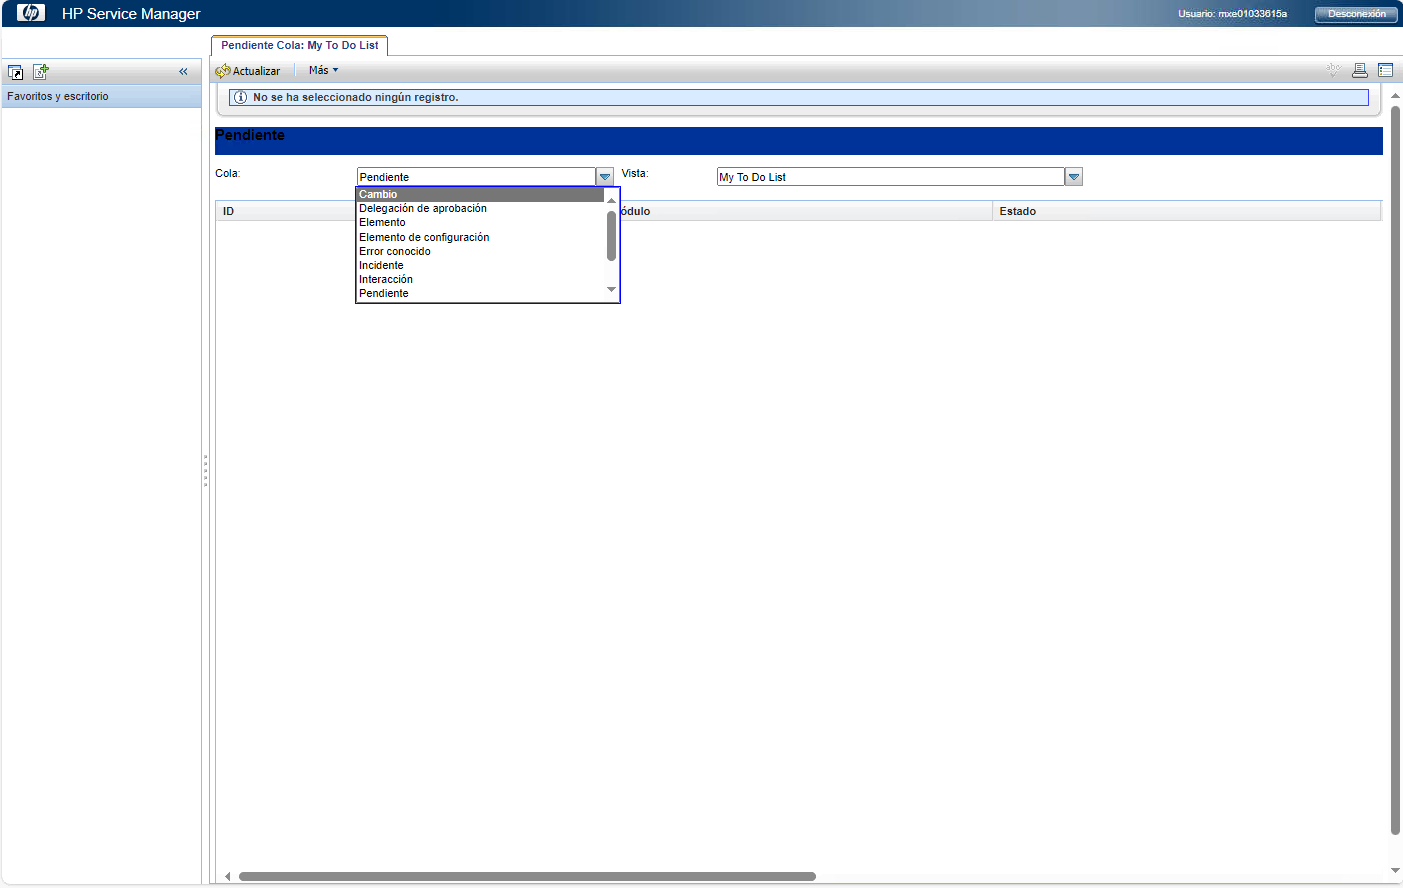 hp HP Service Manager Usuario: mxe01033615a Desconexión
Pendiente Cola: My To Do List
Actualizar Más abc
Favoritos y escritorio
No se ha seleccionado ningún registro.
Pendiente
Cola: Pendiente Vista: My To Do List
Cambio
Delegación de aprobación
ID ódulo Estado
Elemento
Elemento de configuración
Error conocido
Incidente
Interacción
Pendiente